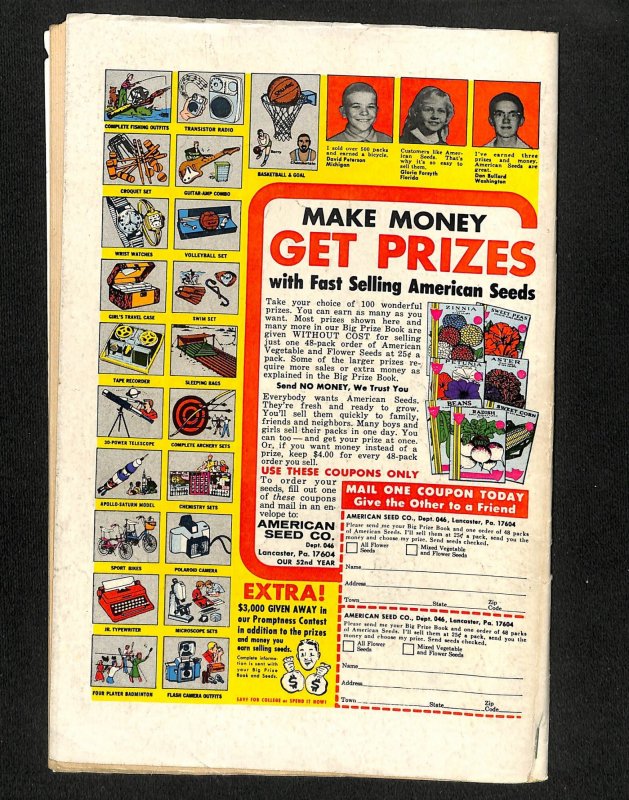 COMPLETE FISHING OUTFITS
TRANSISTOR RADIO
BASKETBALL & GOAL
CROQUET SET
GUITAR-AMP COMBO
WRIST WATCHES
VOLLEYBALL SET
GIRL'S TRAVEL CASE
SWIM SET
TAPE RECORDER
SLEEPING BAGS
30-POWER TELESCOPE
COMPLETE ARCHERY SETS
APOLLO-SATURN MODEL
CHEMISTRY SETS
SPORT BIKES
POLAROID CAMERA
JR. TYPEWRITER
MICROSCOPE SETS
FOUR PLAYER BADMINTON
FLASH CAMERA OUTFITS
I sold over 500 packs
and earned a bicycle.
David Peterson
Michigan
Customers like Amer-
ican Seeds. That's
why it's so easy to
sell them.
Gloria Forsyth
Florida
I've earned three
prizes and money.
American Seeds are
great.
Dan Bullard
Washington
MAKE MONEY
GET PRIZES
with Fast Selling American Seeds
Take your choice of 100 wonderful
prizes. You can earn as many as you
want. Most prizes shown here and
many more in our Big Prize Book are
given WITHOUT COST for selling
just one 48-pack order of American
Vegetable and Flower Seeds at 25¢ a
pack. Some of the larger prizes re-
quire more sales or extra money as
explained in the Big Prize Book.
Send NO MONEY, We Trust You
Everybody wants American Seeds.
They're fresh and ready to grow.
You'll sell them quickly to family,
friends and neighbors. Many boys and
girls sell their packs in one day. You
can too — and get your prize at once.
Or, if you want money instead of a
prize, keep $4.00 for every 48-pack
order you sell.
USE THESE COUPONS ONLY
To order your
seeds, fill out one
of these coupons
and mail in an en-
velope to:
AMERICAN
SEED CO.
Dept. 046
Lancaster, Pa. 17604
OUR 52nd YEAR
ZINNIA
SWEET PEAS
PETUNIA
ASTER
BEANS
RADISH
SWEET CORN
MAIL ONE COUPON TODAY
Give the Other to a Friend
AMERICAN SEED CO., Dept. 046, Lancaster, Pa. 17604
Please send me your Big Prize Book and one order of 48 packs
of American Seeds. I'll sell them at 25¢ a pack, send you the
money and choose my prize. Send seeds checked.
All Flower
Seeds
Mixed Vegetable
and Flower Seeds
Name
Address
Town State Zip
Code
AMERICAN SEED CO., Dept. 046, Lancaster, Pa. 17604
Please send me your Big Prize Book and one order of 48 packs
of American Seeds. I'll sell them at 25¢ a pack, send you the
money and choose my prize. Send seeds checked.
All Flower
Seeds
Mixed Vegetable
and Flower Seeds
Name
Address
Town State Zip
Code
EXTRA!
$3,000 GIVEN AWAY in
our Promptness Contest
in addition to the prizes
and money you
earn selling seeds.
Complete informa-
tion is sent with
your Big Prize
Book and Seeds.
$ $
SAVE FOR COLLEGE or SPEND IT NOW!